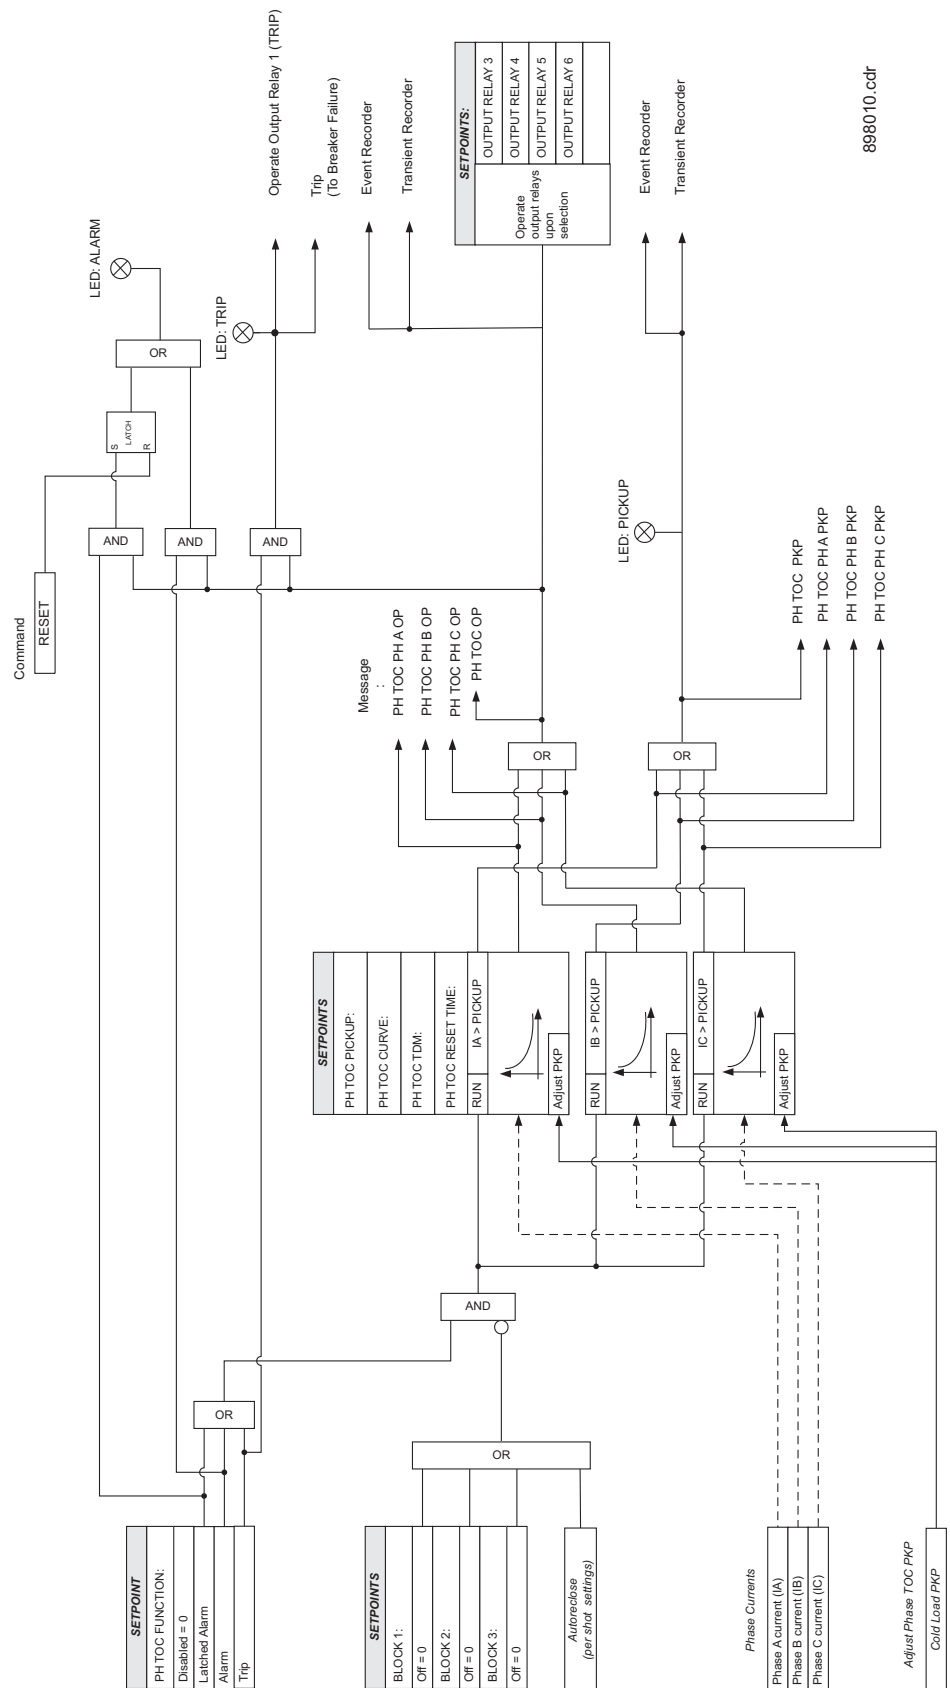 Command
RESET
LED: ALARM
OR
S
LATCH
R
AND
AND
AND
LED: TRIP
Operate Output Relay 1 (TRIP)
Trip
(To Breaker Failure)
Event Recorder
Transient Recorder
SETPOINTS:
Operate
output relays
upon
selection
OUTPUT RELAY 3
OUTPUT RELAY 4
OUTPUT RELAY 5
OUTPUT RELAY 6
Event Recorder
Transient Recorder
898010.cdr
LED: PICKUP
Message
:
PH TOC PH A OP
PH TOC PH B OP
PH TOC PH C OP
PH TOC OP
OR
OR
PH TOC PKP
PH TOC PH A PKP
PH TOC PH B PKP
PH TOC PH C PKP
SETPOINTS
PH TOC PICKUP:
PH TOC CURVE:
PH TOC TDM:
PH TOC RESET TIME:
RUN
IA > PICKUP
Adjust PKP
RUN
IB > PICKUP
Adjust PKP
RUN
IC > PICKUP
Adjust PKP
AND
OR
OR
SETPOINT
PH TOC FUNCTION:
Disabled = 0
Latched Alarm
Alarm
Trip
SETPOINTS
BLOCK 1:
Off = 0
BLOCK 2:
Off = 0
BLOCK 3:
Off = 0
Autoreclose
(per shot settings)
Phase Currents
Phase A current (IA)
Phase B current (IB)
Phase C current (IC)
Adjust Phase TOC PKP
Cold Load PKP